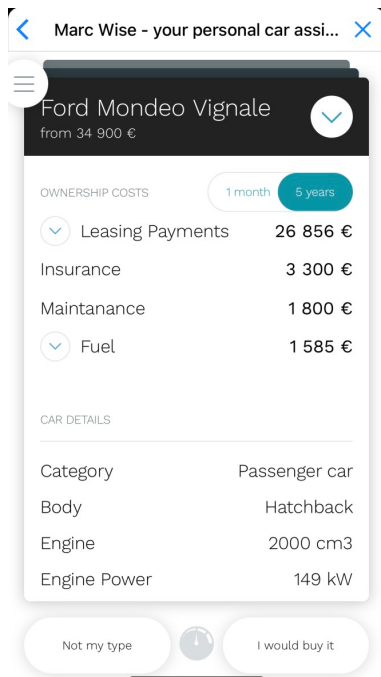 Marc Wise - your personal car assi...
Ford Mondeo Vignale
from 34 900 €
OWNERSHIP COSTS 1 month 5 years
Leasing Payments 26 856 €
Insurance 3 300 €
Maintanance 1 800 €
Fuel 1 585 €
CAR DETAILS
Category Passenger car
Body Hatchback
Engine 2000 cm3
Engine Power 149 kW
Not my type I would buy it